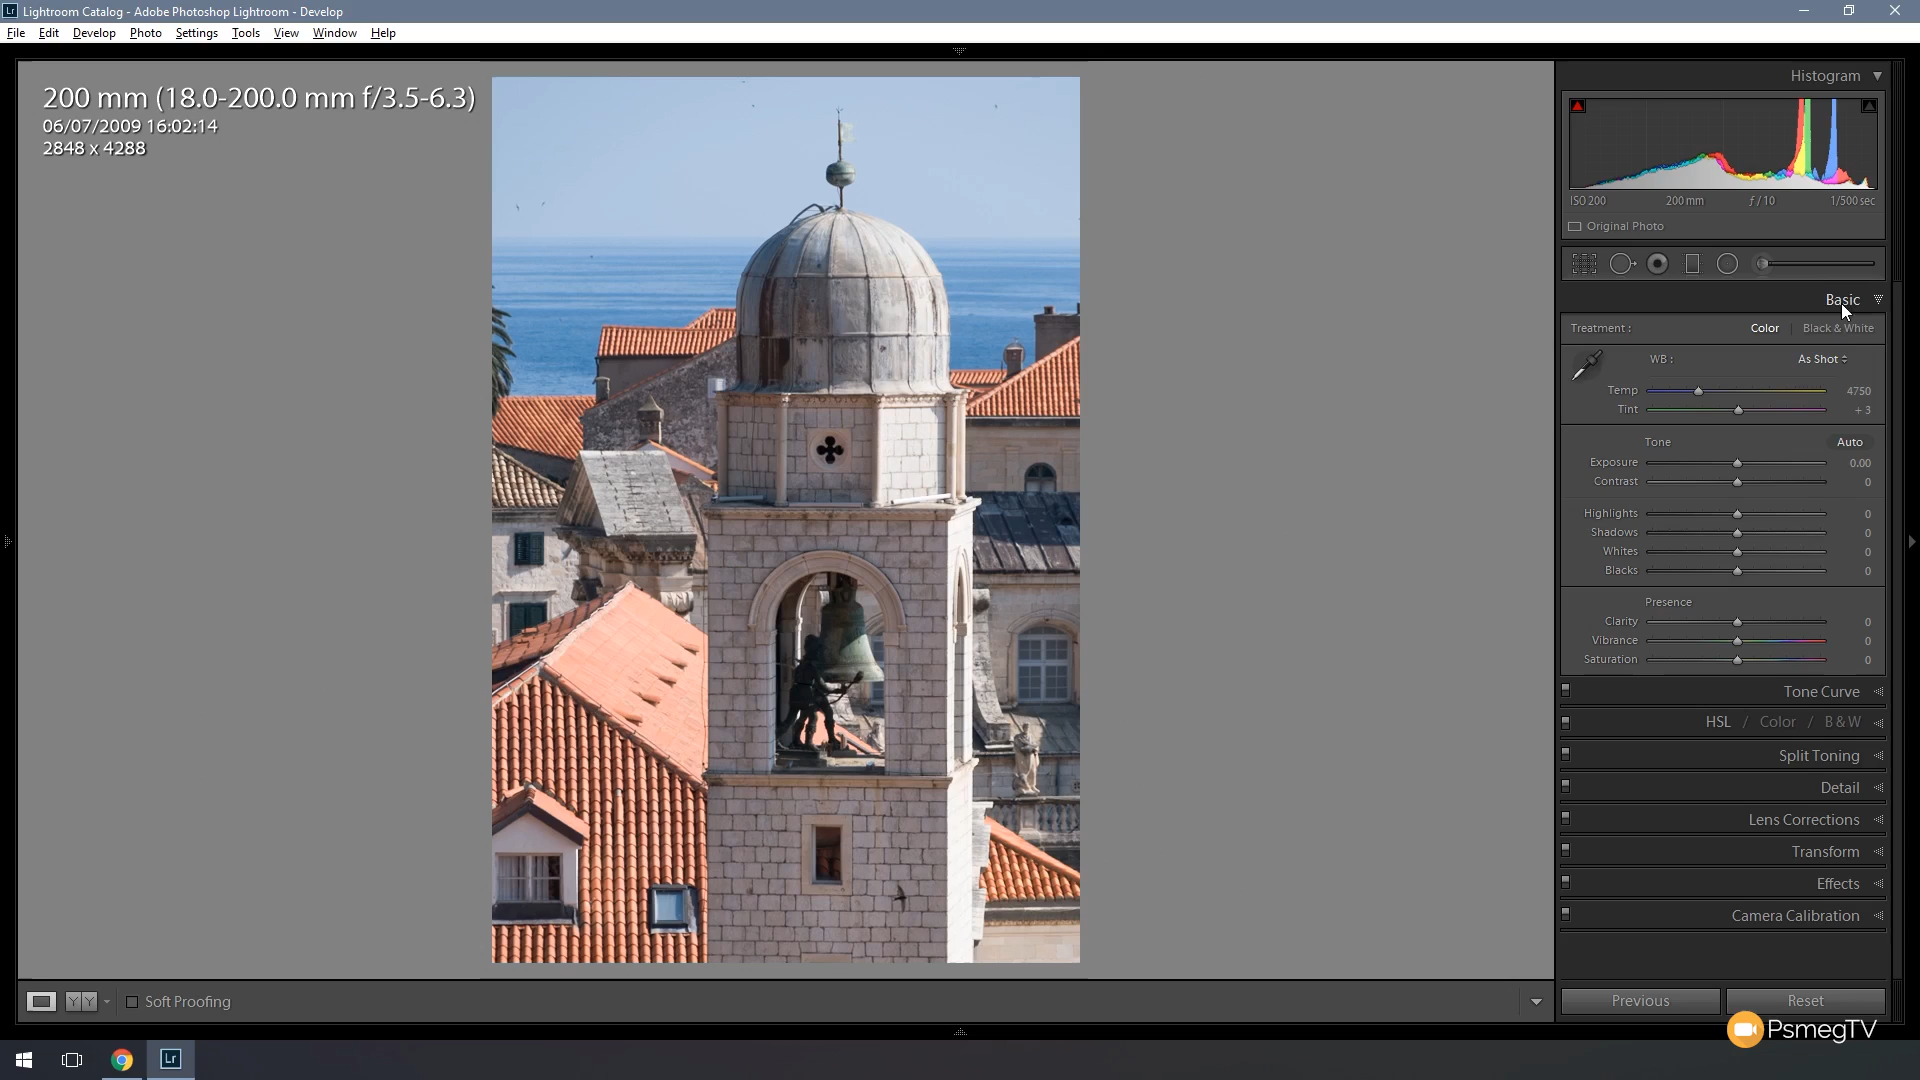 Lr Lightroom Catalog - Adobe Photoshop Lightroom - Develop
File Edit Develop Photo Settings Tools View Window Help
200 mm (18.0-200.0 mm f/3.5-6.3)
06/07/2009 16:02:14
2848 x 4288
Histogram
ISO 200 200 mm ƒ / 10 1/500 sec
Original Photo
Basic
Treatment : Color Black & White
WB : As Shot
Temp 4750
Tint + 3
Tone Auto
Exposure 0.00
Contrast 0
Highlights 0
Shadows 0
Whites 0
Blacks 0
Presence
Clarity 0
Vibrance 0
Saturation 0
Tone Curve
HSL / Color / B & W
Split Toning
Detail
Lens Corrections
Transform
Effects
Camera Calibration
Y Y Soft Proofing
Previous Reset
PsmegTV
Lr